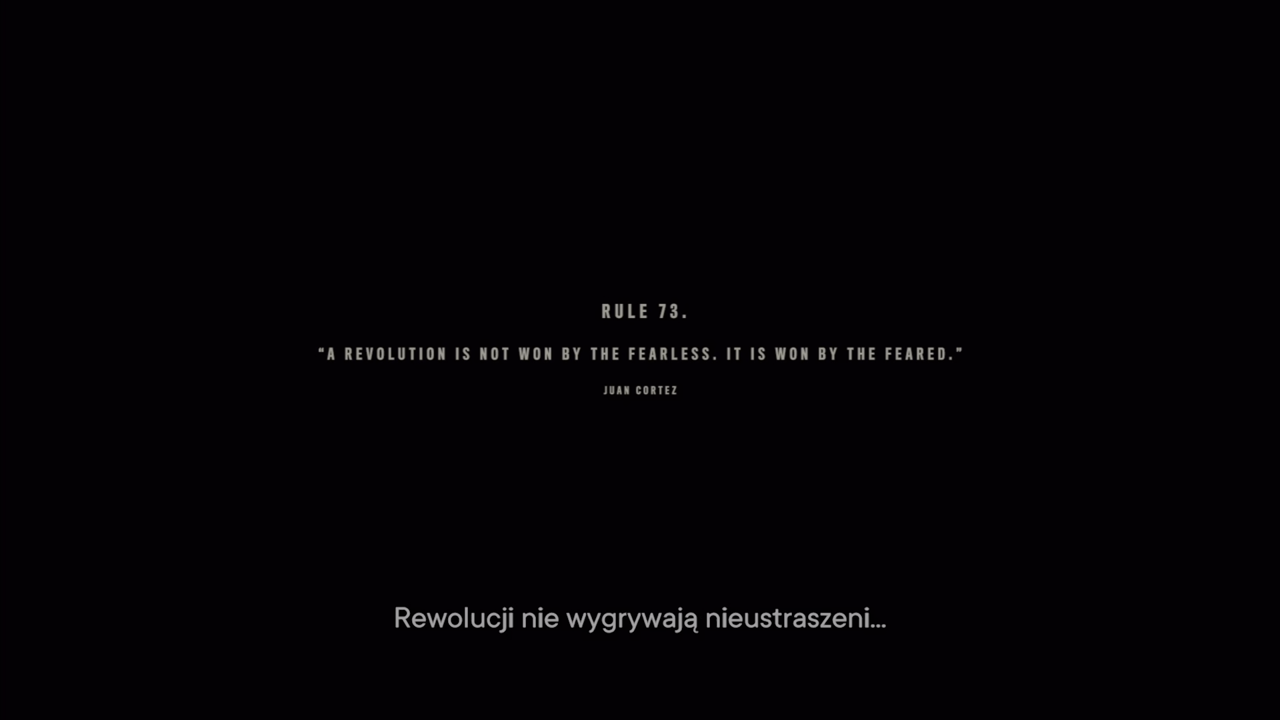 RULE 73.
“A REVOLUTION IS NOT WON BY THE FEARLESS. IT IS WON BY THE FEARED.”
JUAN CORTEZ
Rewolucji nie wygrywają nieustraszeni...